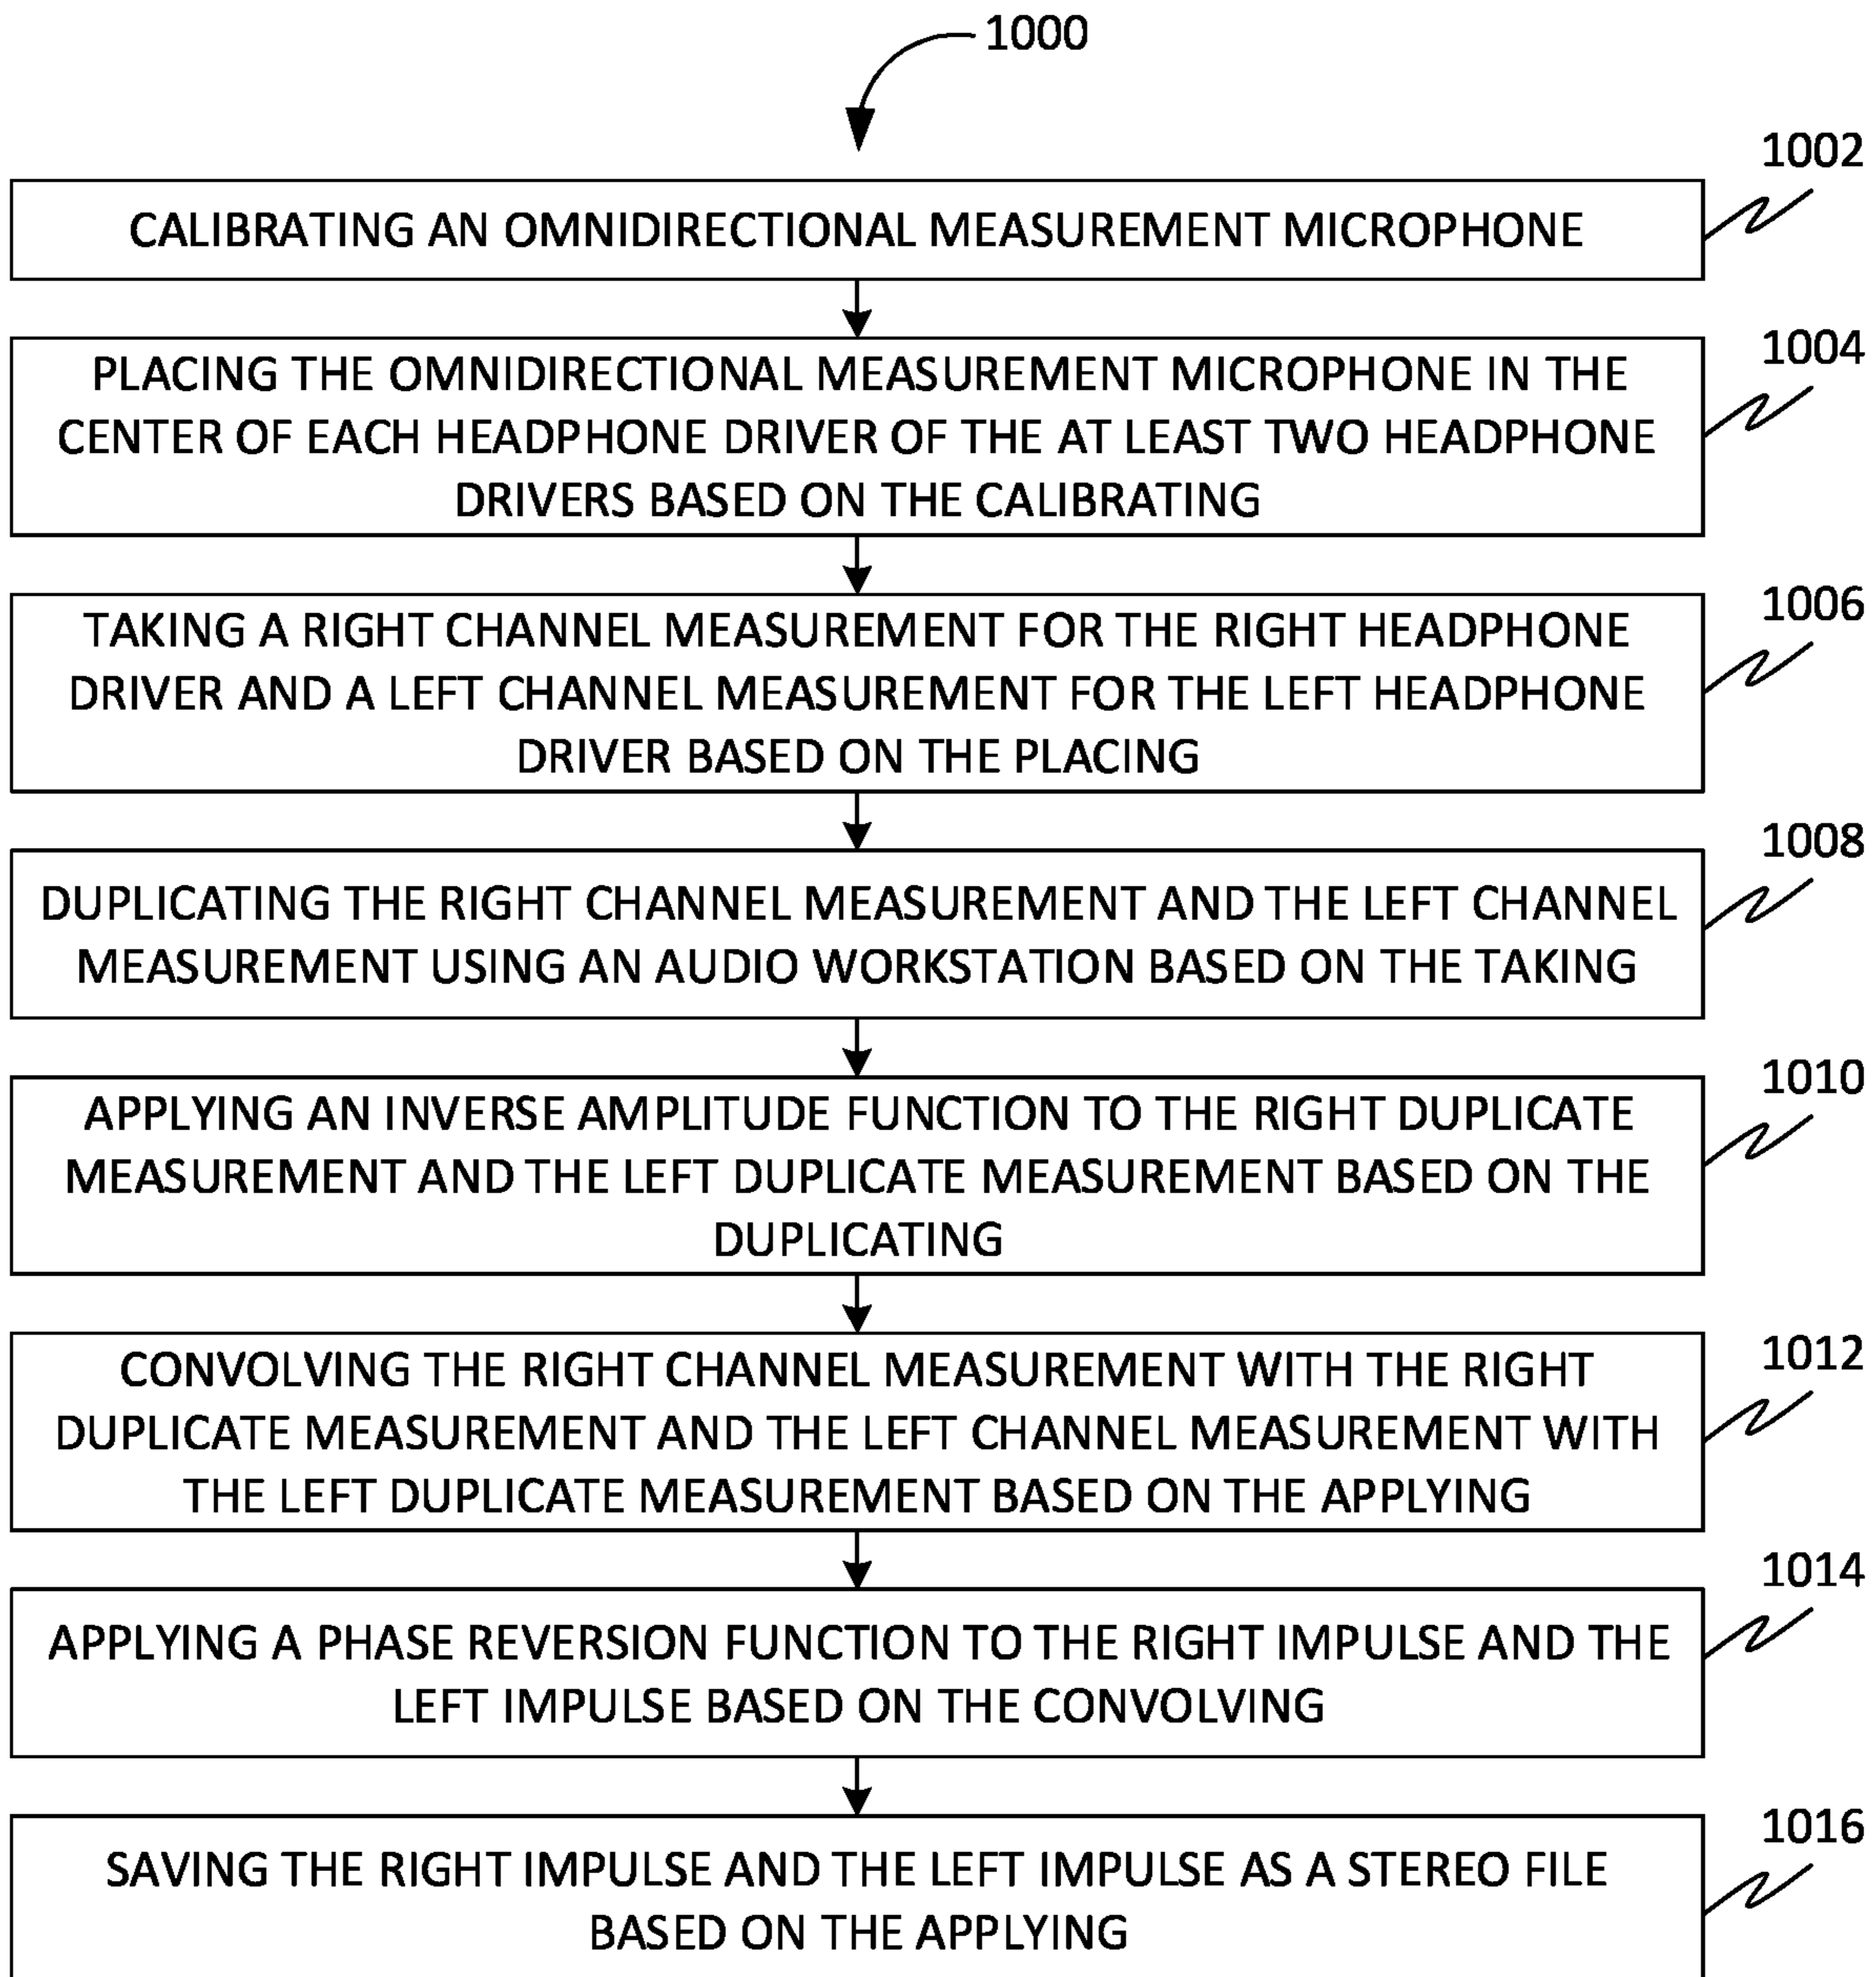 1000
1002
CALIBRATING AN OMNIDIRECTIONAL MEASUREMENT MICROPHONE
1004
PLACING THE OMNIDIRECTIONAL MEASUREMENT MICROPHONE IN THE
CENTER OF EACH HEADPHONE DRIVER OF THE AT LEAST TWO HEADPHONE
DRIVERS BASED ON THE CALIBRATING
1006
TAKING A RIGHT CHANNEL MEASUREMENT FOR THE RIGHT HEADPHONE
DRIVER AND A LEFT CHANNEL MEASUREMENT FOR THE LEFT HEADPHONE
DRIVER BASED ON THE PLACING
1008
DUPLICATING THE RIGHT CHANNEL MEASUREMENT AND THE LEFT CHANNEL
MEASUREMENT USING AN AUDIO WORKSTATION BASED ON THE TAKING
1010
APPLYING AN INVERSE AMPLITUDE FUNCTION TO THE RIGHT DUPLICATE
MEASUREMENT AND THE LEFT DUPLICATE MEASUREMENT BASED ON THE
DUPLICATING
1012
CONVOLVING THE RIGHT CHANNEL MEASUREMENT WITH THE RIGHT
DUPLICATE MEASUREMENT AND THE LEFT CHANNEL MEASUREMENT WITH
THE LEFT DUPLICATE MEASUREMENT BASED ON THE APPLYING
1014
APPLYING A PHASE REVERSION FUNCTION TO THE RIGHT IMPULSE AND THE
LEFT IMPULSE BASED ON THE CONVOLVING
1016
SAVING THE RIGHT IMPULSE AND THE LEFT IMPULSE AS A STEREO FILE
BASED ON THE APPLYING